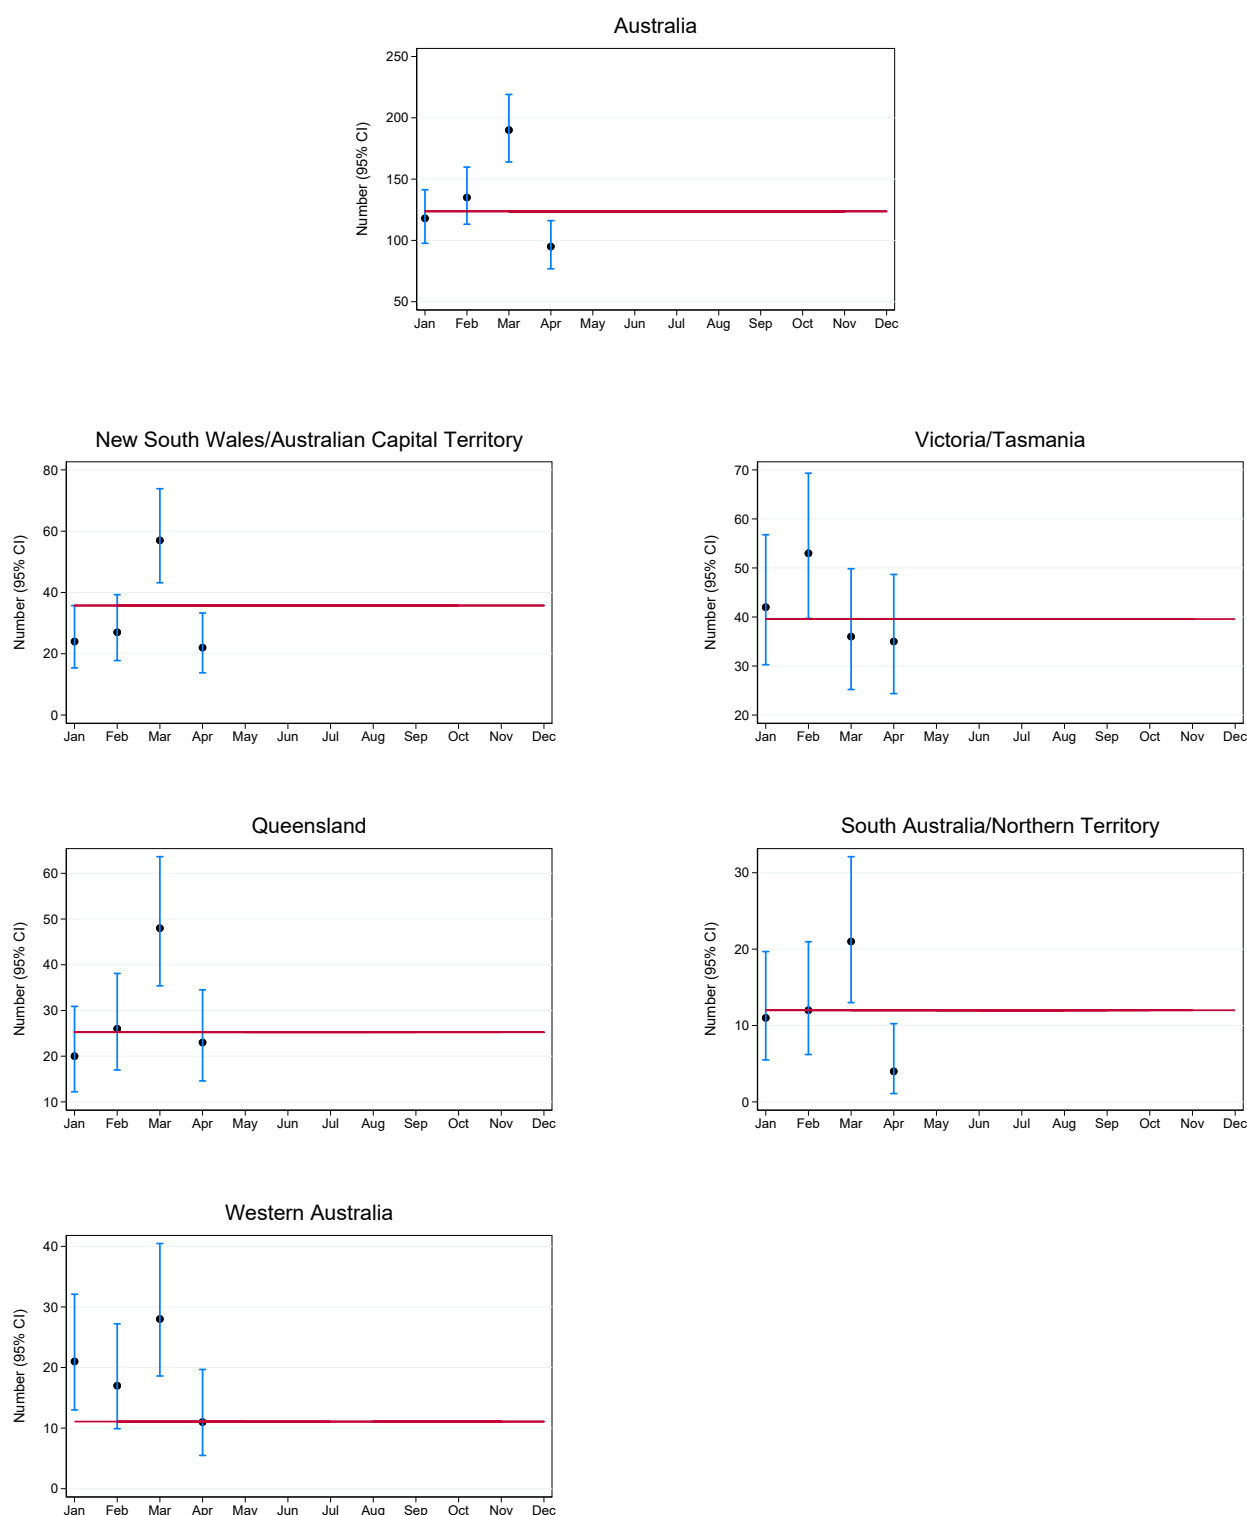 Australia
Number (95% CI)
250
200
150
100
50
Jan Feb Mar Apr May Jun Jul Aug Sep Oct Nov Dec
New South Wales/Australian Capital Territory
Number (95% CI)
80
60
40
20
0
Jan Feb Mar Apr May Jun Jul Aug Sep Oct Nov Dec
Victoria/Tasmania
Number (95% CI)
70
60
50
40
30
20
Jan Feb Mar Apr May Jun Jul Aug Sep Oct Nov Dec
Queensland
Number (95% CI)
60
50
40
30
20
10
Jan Feb Mar Apr May Jun Jul Aug Sep Oct Nov Dec
South Australia/Northern Territory
Number (95% CI)
30
20
10
0
Jan Feb Mar Apr May Jun Jul Aug Sep Oct Nov Dec
Western Australia
Number (95% CI)
40
30
20
10
0
Jan Feb Mar Apr May Jun Jul Aug Sep Oct Nov Dec